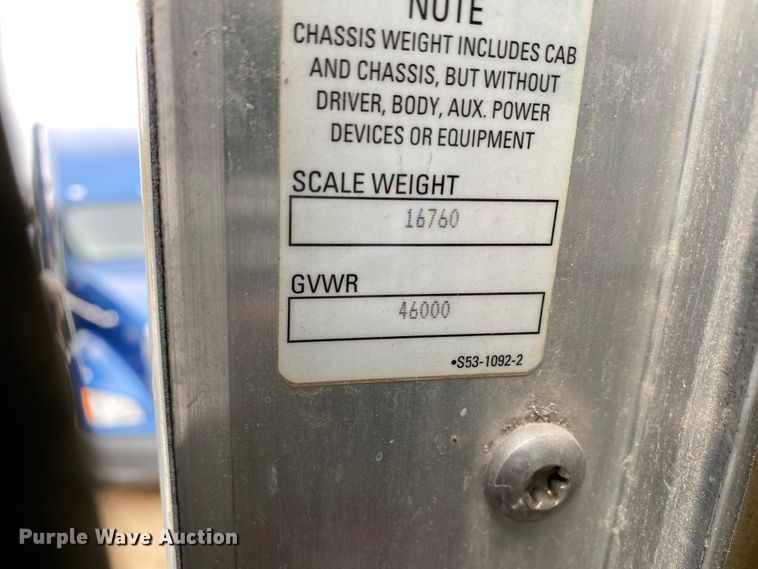 NOTE
CHASSIS WEIGHT INCLUDES CAB
AND CHASSIS, BUT WITHOUT
DRIVER, BODY, AUX. POWER
DEVICES OR EQUIPMENT
SCALE WEIGHT
16760
GVWR
46000
•S53-1092-2
Purple Wave Auction